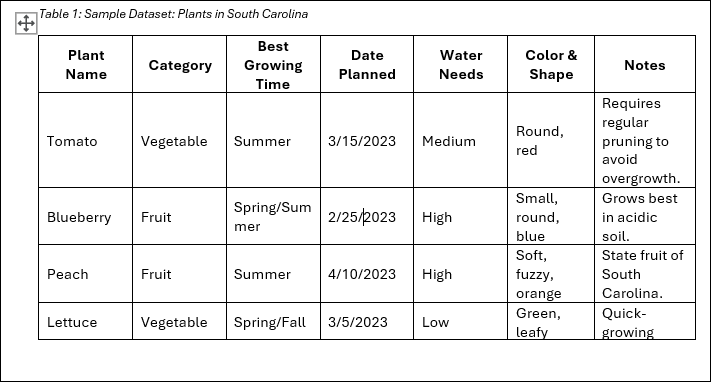 Table 1: Sample Dataset: Plants in South Carolina
Plant Name | Category | Best Growing Time | Date Planned | Water Needs | Color & Shape | Notes
Tomato | Vegetable | Summer | 3/15/2023 | Medium | Round, red | Requires regular pruning to avoid overgrowth.
Blueberry | Fruit | Spring/Summer | 2/25/2023 | High | Small, round, blue | Grows best in acidic soil.
Peach | Fruit | Summer | 4/10/2023 | High | Soft, fuzzy, orange | State fruit of South Carolina.
Lettuce | Vegetable | Spring/Fall | 3/5/2023 | Low | Green, leafy | Quick-growing